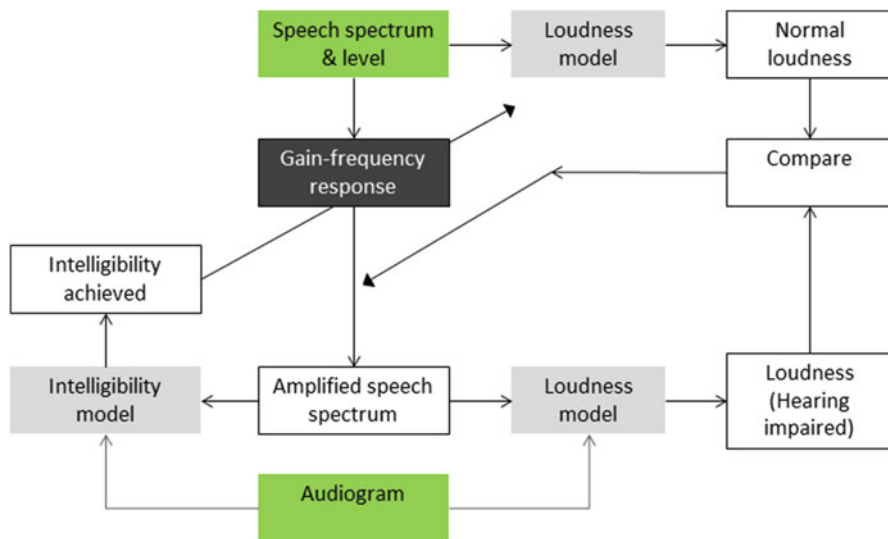 Speech spectrum
& level
Loudness
model
Normal
loudness
Gain-frequency
response
Compare
Intelligibility
achieved
Intelligibility
model
Amplified speech
spectrum
Loudness
model
Loudness
(Hearing
impaired)
Audiogram